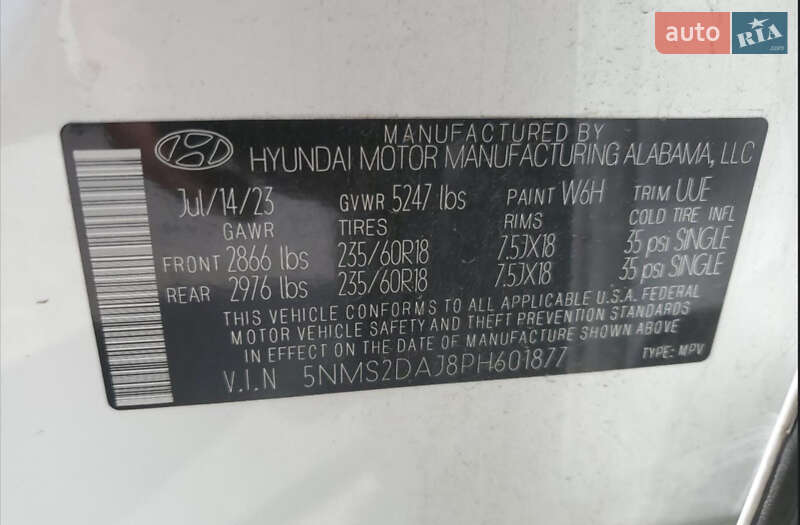 auto RIA.com
MANUFACTURED BY
HYUNDAI MOTOR MANUFACTURING ALABAMA, LLC
Jul/14/23 GVWR 5247 lbs PAINT W6H TRIM UUE
GAWR TIRES RIMS COLD TIRE INFL
FRONT 2866 lbs 235/60R18 7.5JX18 35 psi SINGLE
REAR 2976 lbs 235/60R18 7.5JX18 35 psi SINGLE
THIS VEHICLE CONFORMS TO ALL APPLICABLE U.S.A. FEDERAL
MOTOR VEHICLE SAFETY AND THEFT PREVENTION STANDARDS
IN EFFECT ON THE DATE OF MANUFACTURE SHOWN ABOVE
V.I.N 5NMS2DAJ8PH601877 TYPE: MPV